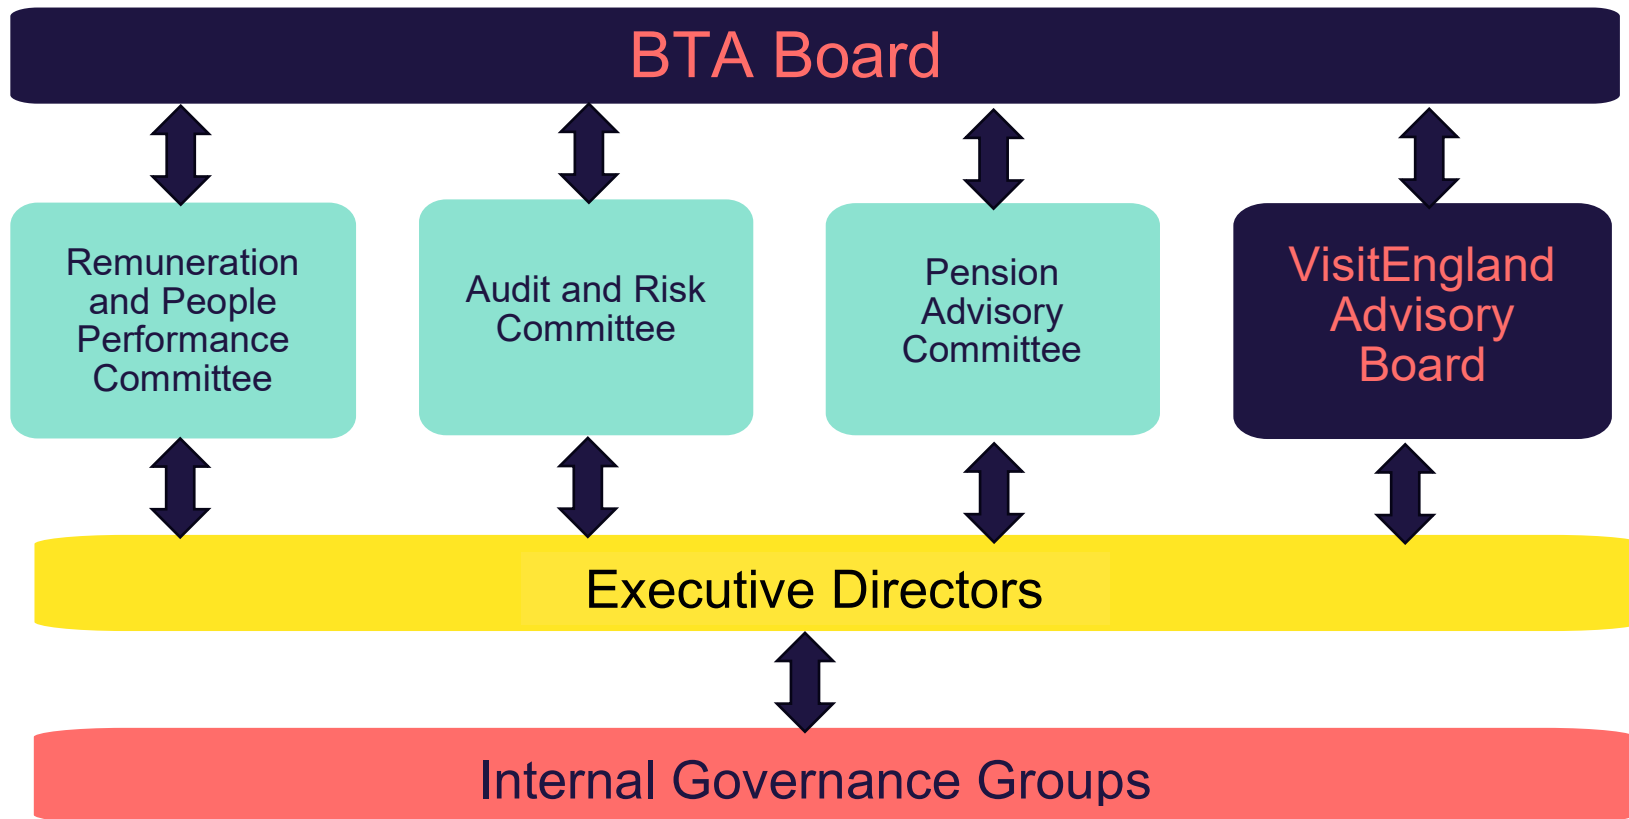 BTA Board
Remuneration
and People
Performance
Committee
Audit and Risk
Committee
Pension
Advisory
Committee
VisitEngland
Advisory
Board
Executive Directors
Internal Governance Groups